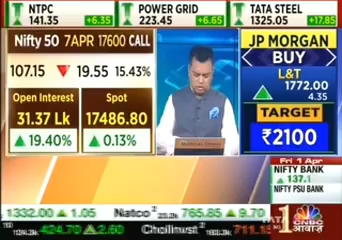 NTPC
141.35 +6.35
POWER GRID
223.45 +6.65
TATA STEEL
1325.05 +17.85
Nifty 50 7APR 17600 CALL
107.15 19.55 15.43%
Open Interest
31.37 Lk
19.40%
Spot
17486.80
0.13%
JP MORGAN
BUY
L&T
1772.00
4.35
TARGET
₹2100
Fri 1 Apr
NIFTY BANK
137.1
NIFTY PSU BANK
1332.00 1.05 Natco 765.85 9.70
424.70 2.60
CNBC
आवाज़